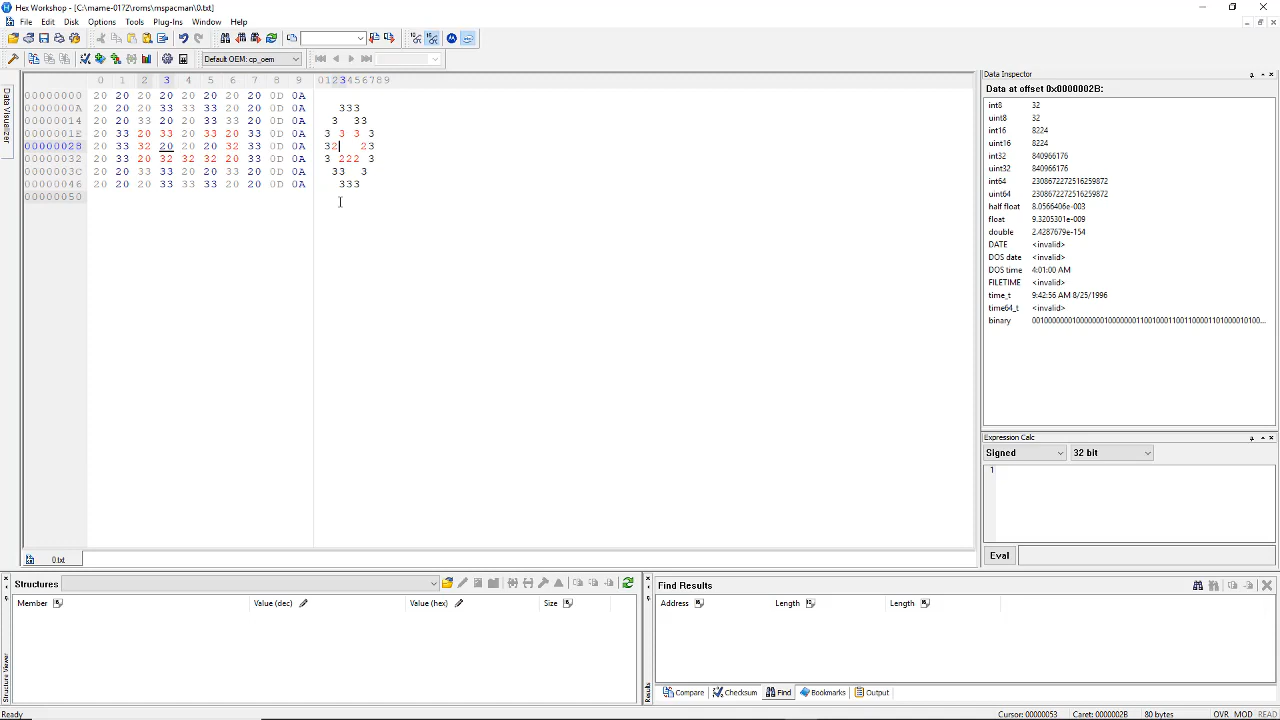 Hex Workshop - [C:\mame-0172\roms\mspacman\0.txt]
File Edit Disk Options Tools Plug-Ins Window Help
Default OEM: cp_oem
Data Visualizer
0 1 2 3 4 5 6 7 8 9 0123456789
00000000 20 20 20 20 20 20 20 20 0D 0A
0000000A 20 20 20 33 33 33 20 20 0D 0A 333
00000014 20 20 33 20 20 33 33 20 0D 0A 3  33
0000001E 20 33 20 33 20 33 20 33 0D 0A 3 3 3 3
00000028 20 33 32 20 20 20 32 33 0D 0A 32   23
00000032 20 33 20 32 32 32 20 33 0D 0A 3 222 3
0000003C 20 20 33 33 20 20 33 20 0D 0A 33  3
00000046 20 20 20 33 33 33 20 20 0D 0A 333
00000050
0.txt
Data Inspector
Data at offset 0x0000002B:
int8 32
uint8 32
int16 8224
uint16 8224
int32 840966176
uint32 840966176
int64 2308672272516259872
uint64 2308672272516259872
half float 8.0566406e-003
float 9.3205301e-009
double 2.4287679e-154
DATE <invalid>
DOS date <invalid>
DOS time 4:01:00 AM
FILETIME <invalid>
time_t 9:42:56 AM 8/25/1996
time64_t <invalid>
binary 00100000001000000010000000110010001100110000110100001010...
Expression Calc
Signed 32 bit
1
Eval
Structures
Member Value (dec) Value (hex) Size
Structure Viewer
Find Results
Address Length Length
Results
Compare Checksum Find Bookmarks Output
Ready Cursor: 00000053 Caret: 0000002B 80 bytes OVR MOD READ